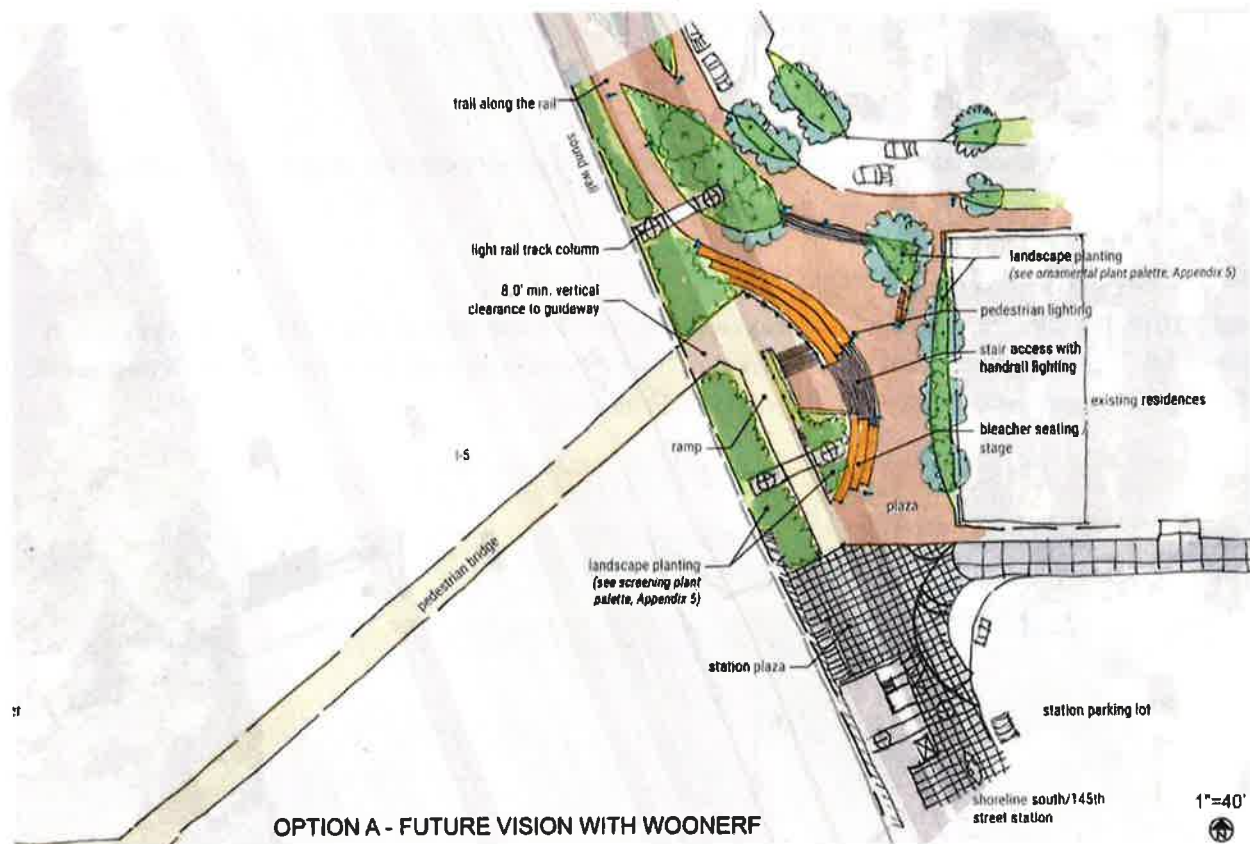 trail along the rail
sound wall
light rail track column
8.0' min. vertical
clearance to guideway
landscape planting
(see ornamental plant palette, Appendix 5)
pedestrian lighting
stair access with
handrail lighting
existing residences
bleacher seating /
stage
I-5
ramp
plaza
pedestrian bridge
landscape planting
(see screening plant
palette, Appendix 5)
station plaza
station parking lot
shoreline south/145th
street station
OPTION A - FUTURE VISION WITH WOONERF
1"=40'
N